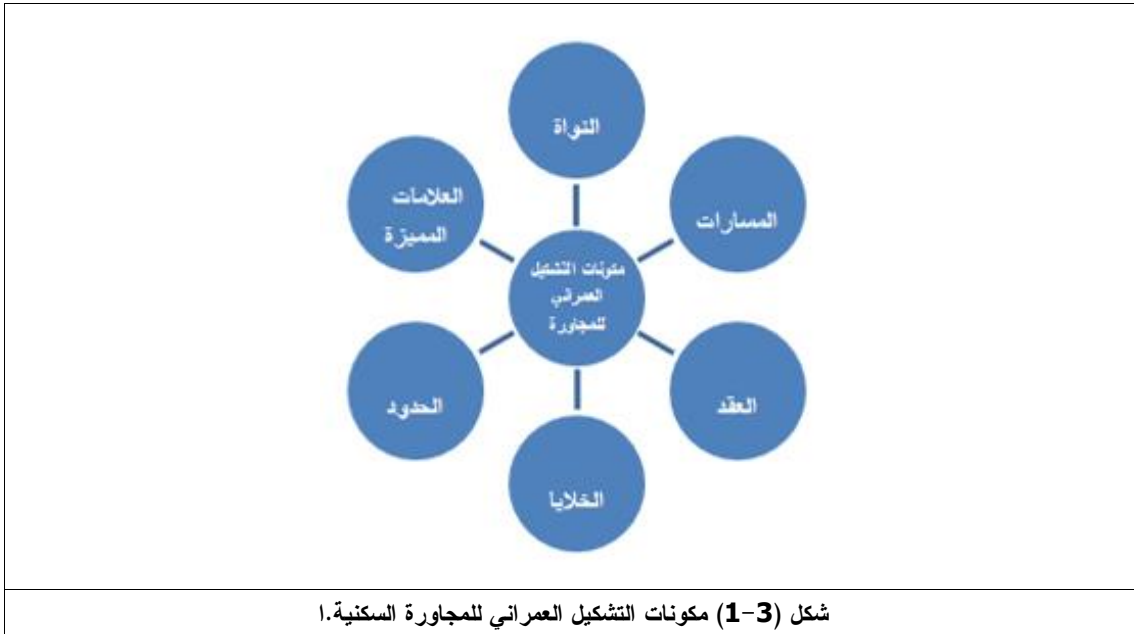 النواة
المسارات
العلامات
المميزة
مكونات التشكيل
العمراني
للمجاورة
العقد
الحدود
الخلايا
شكل (3-1) مكونات التشكيل العمراني للمجاورة السكنية.ا